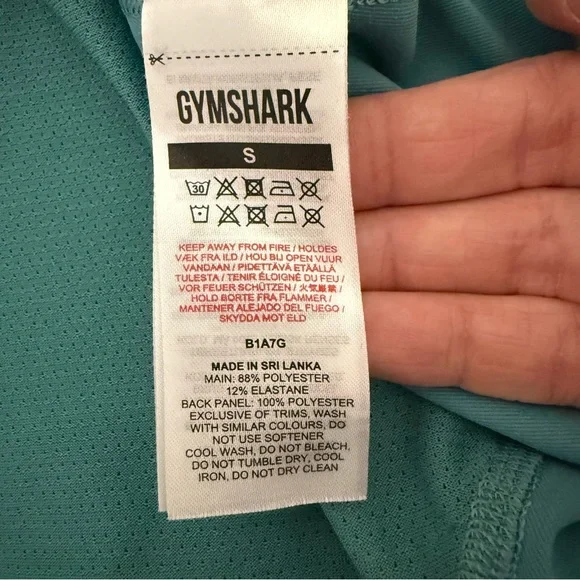 GYMSHARK
S
30
KEEP AWAY FROM FIRE / HOLDES
VÆK FRA ILD / HOU BIJ OPEN VUUR
VANDAAN / PIDETTÄVÄ ETÄÄLLÄ
TULESTA / TENIR ÉLOIGNÉ DU FEU /
VOR FEUER SCHÜTZEN / 火気厳禁 /
HOLD BORTE FRA FLAMMER /
MANTENER ALEJADO DEL FUEGO /
SKYDDA MOT ELD
B1A7G
MADE IN SRI LANKA
MAIN: 88% POLYESTER
12% ELASTANE
BACK PANEL: 100% POLYESTER
EXCLUSIVE OF TRIMS, WASH
WITH SIMILAR COLOURS, DO
NOT USE SOFTENER
COOL WASH, DO NOT BLEACH,
DO NOT TUMBLE DRY, COOL
IRON, DO NOT DRY CLEAN